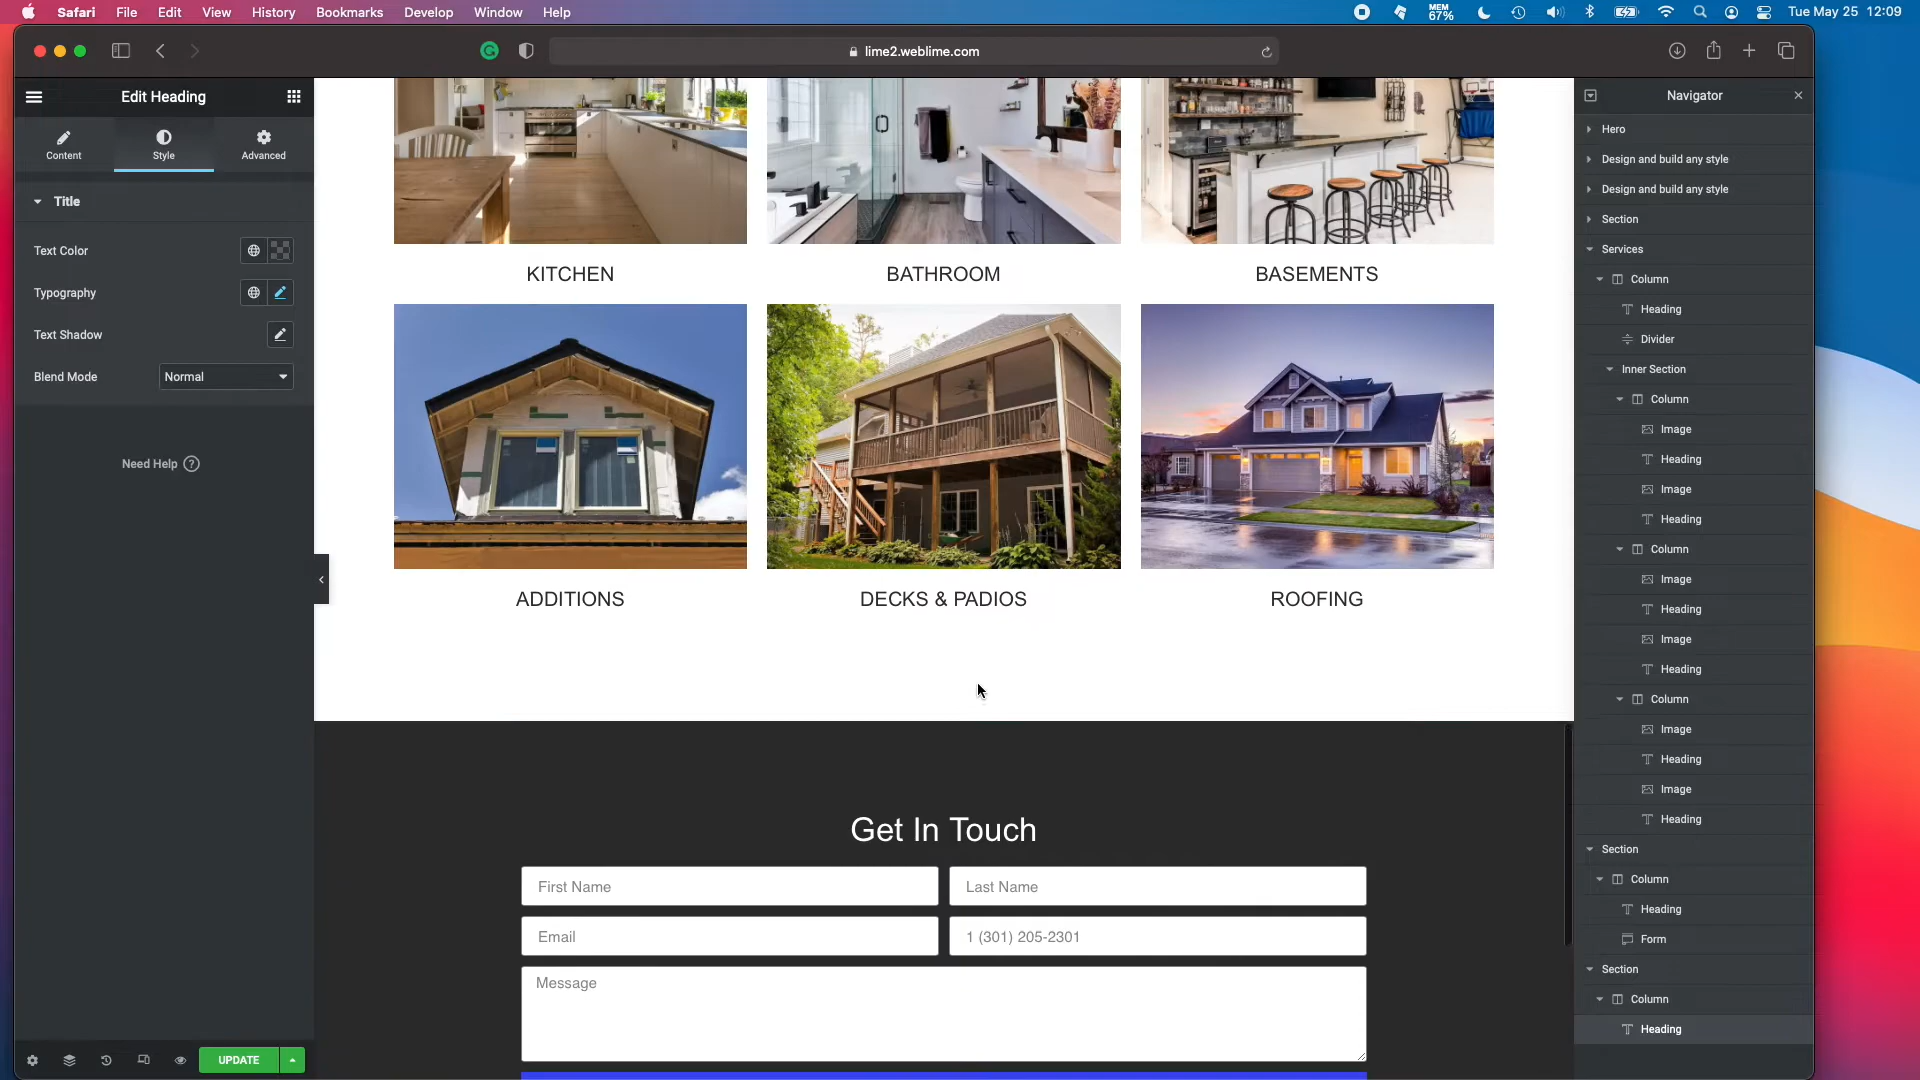 Safari File Edit View History Bookmarks Develop Window Help MEM 67% Tue May 25 12:09
lime2.weblime.com
Edit Heading
Content Style Advanced
Title
Text Color
Typography
Text Shadow
Blend Mode Normal
Need Help ?
UPDATE
KITCHEN BATHROOM BASEMENTS
ADDITIONS DECKS & PADIOS ROOFING
Get In Touch
First Name Last Name
Email 1 (301) 205-2301
Message
Navigator
Hero
Design and build any style
Design and build any style
Section
Services
Column
Heading
Divider
Inner Section
Column
Image
Heading
Image
Heading
Column
Image
Heading
Image
Heading
Column
Image
Heading
Image
Heading
Section
Column
Heading
Form
Section
Column
Heading